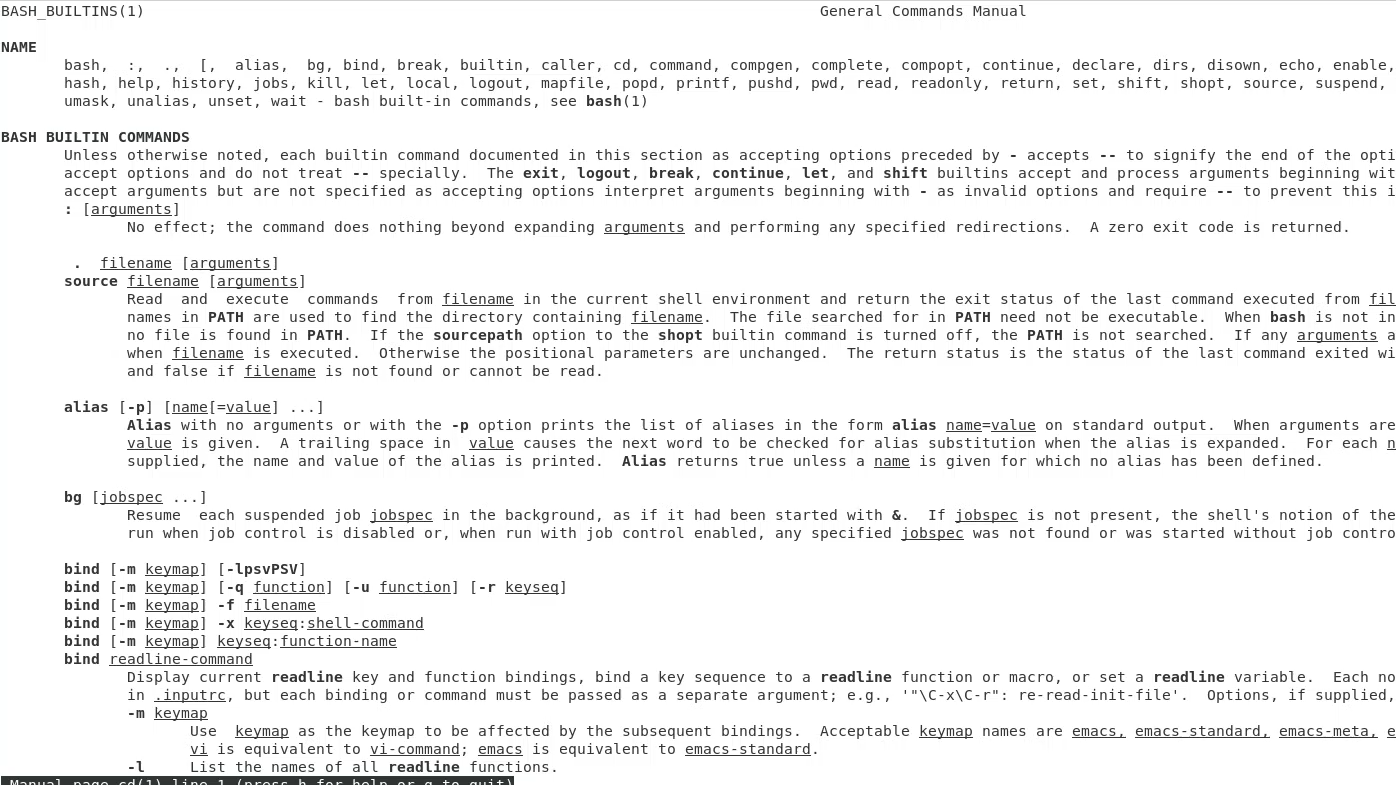 BASH_BUILTINS(1) General Commands Manual
NAME
bash, :, ., [, alias, bg, bind, break, builtin, caller, cd, command, compgen, complete, compopt, continue, declare, dirs, disown, echo, enable,
hash, help, history, jobs, kill, let, local, logout, mapfile, popd, printf, pushd, pwd, read, readonly, return, set, shift, shopt, source, suspend,
umask, unalias, unset, wait - bash built-in commands, see bash(1)
BASH BUILTIN COMMANDS
Unless otherwise noted, each builtin command documented in this section as accepting options preceded by - accepts -- to signify the end of the opti
accept options and do not treat -- specially. The exit, logout, break, continue, let, and shift builtins accept and process arguments beginning wit
accept arguments but are not specified as accepting options interpret arguments beginning with - as invalid options and require -- to prevent this i
: [arguments]
No effect; the command does nothing beyond expanding arguments and performing any specified redirections. A zero exit code is returned.
. filename [arguments]
source filename [arguments]
Read and execute commands from filename in the current shell environment and return the exit status of the last command executed from fil
names in PATH are used to find the directory containing filename. The file searched for in PATH need not be executable. When bash is not in
no file is found in PATH. If the sourcepath option to the shopt builtin command is turned off, the PATH is not searched. If any arguments a
when filename is executed. Otherwise the positional parameters are unchanged. The return status is the status of the last command exited wi
and false if filename is not found or cannot be read.
alias [-p] [name[=value] ...]
Alias with no arguments or with the -p option prints the list of aliases in the form alias name=value on standard output. When arguments are
value is given. A trailing space in value causes the next word to be checked for alias substitution when the alias is expanded. For each n
supplied, the name and value of the alias is printed. Alias returns true unless a name is given for which no alias has been defined.
bg [jobspec ...]
Resume each suspended job jobspec in the background, as if it had been started with &. If jobspec is not present, the shell's notion of the
run when job control is disabled or, when run with job control enabled, any specified jobspec was not found or was started without job contro
bind [-m keymap] [-lpsvPSV]
bind [-m keymap] [-q function] [-u function] [-r keyseq]
bind [-m keymap] -f filename
bind [-m keymap] -x keyseq:shell-command
bind [-m keymap] keyseq:function-name
bind readline-command
Display current readline key and function bindings, bind a key sequence to a readline function or macro, or set a readline variable. Each no
in .inputrc, but each binding or command must be passed as a separate argument; e.g., '"\C-x\C-r": re-read-init-file'. Options, if supplied,
-m keymap
Use keymap as the keymap to be affected by the subsequent bindings. Acceptable keymap names are emacs, emacs-standard, emacs-meta, e
vi is equivalent to vi-command; emacs is equivalent to emacs-standard.
-l List the names of all readline functions.
Manual page cd(1) line 1 (press h for help or q to quit)